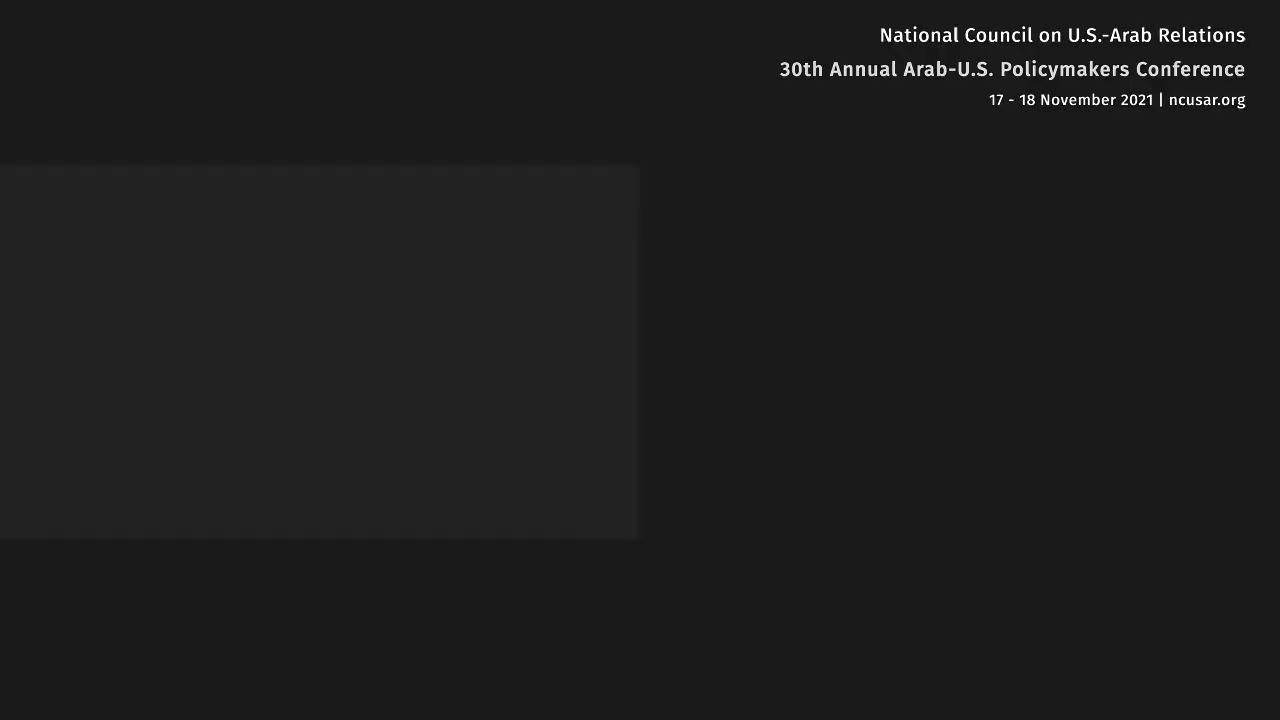 National Council on U.S.-Arab Relations
30th Annual Arab-U.S. Policymakers Conference
17 - 18 November 2021 | ncusar.org